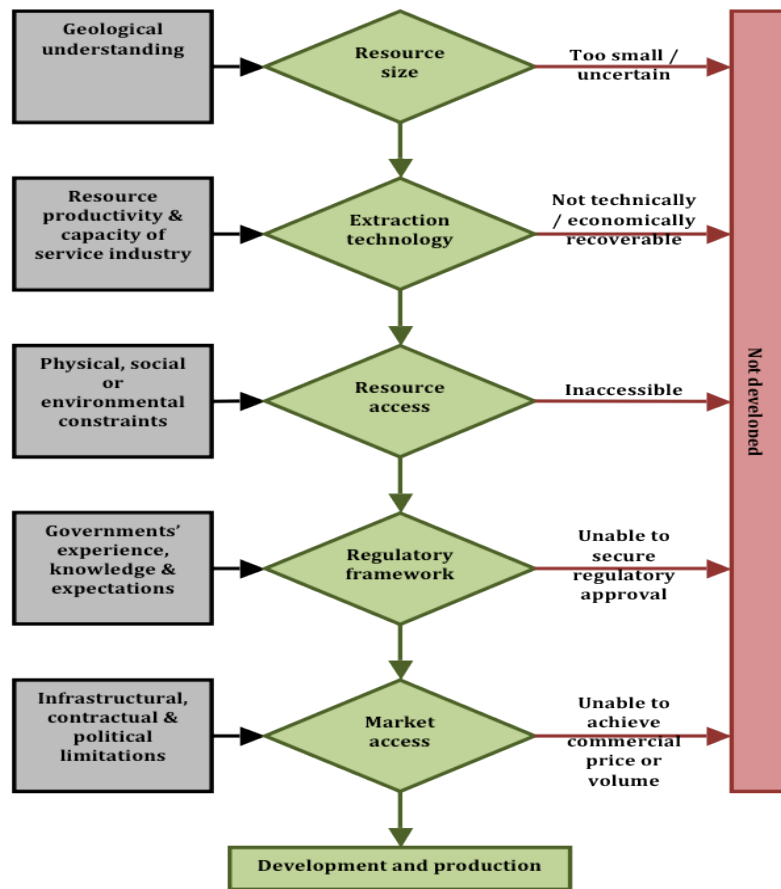 Geological
understanding
Resource
size
Too small /
uncertain
Resource
productivity &
capacity of
service industry
Extraction
technology
Not technically
/ economically
recoverable
Physical, social
or
environmental
constraints
Resource
access
Inaccessible
Governments’
experience,
knowledge &
expectations
Regulatory
framework
Unable to
secure
regulatory
approval
Infrastructural,
contractual &
political
limitations
Market
access
Unable to
achieve
commercial
price or
volume
Not developed
Development and production